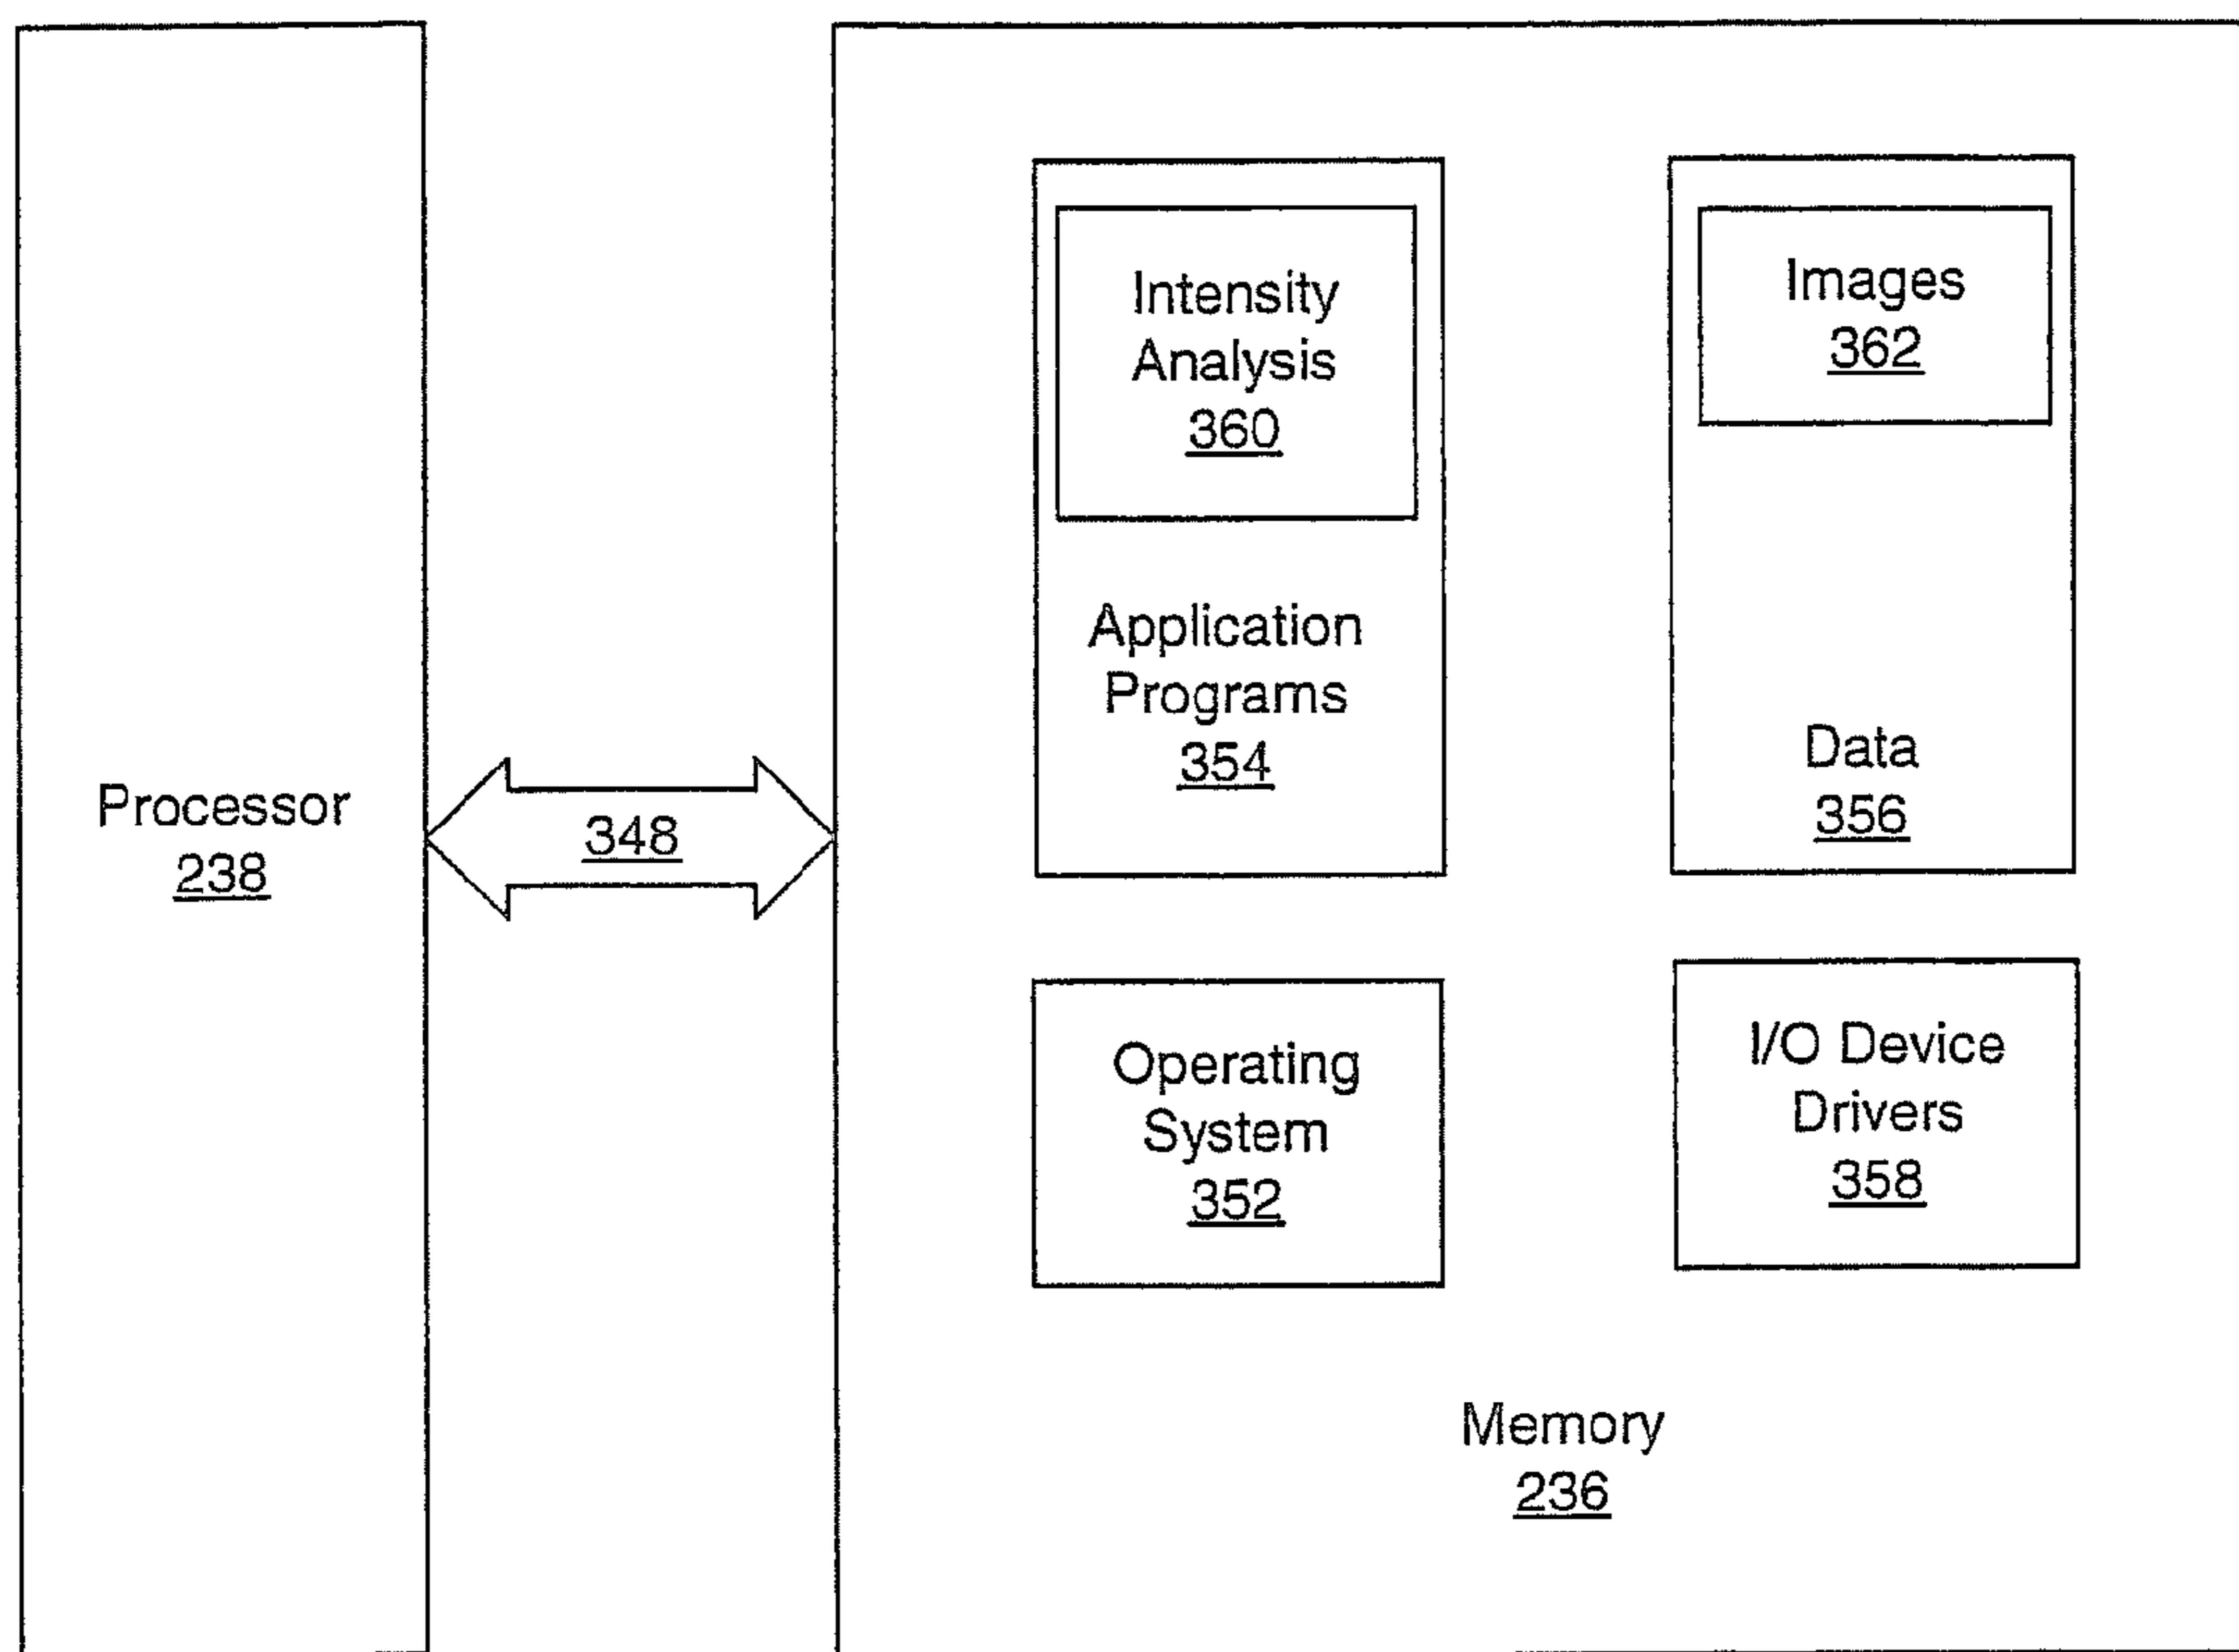 Processor
238
348
Intensity
Analysis
360
Application
Programs
354
Images
362
Data
356
Operating
System
352
I/O Device
Drivers
358
Memory
236